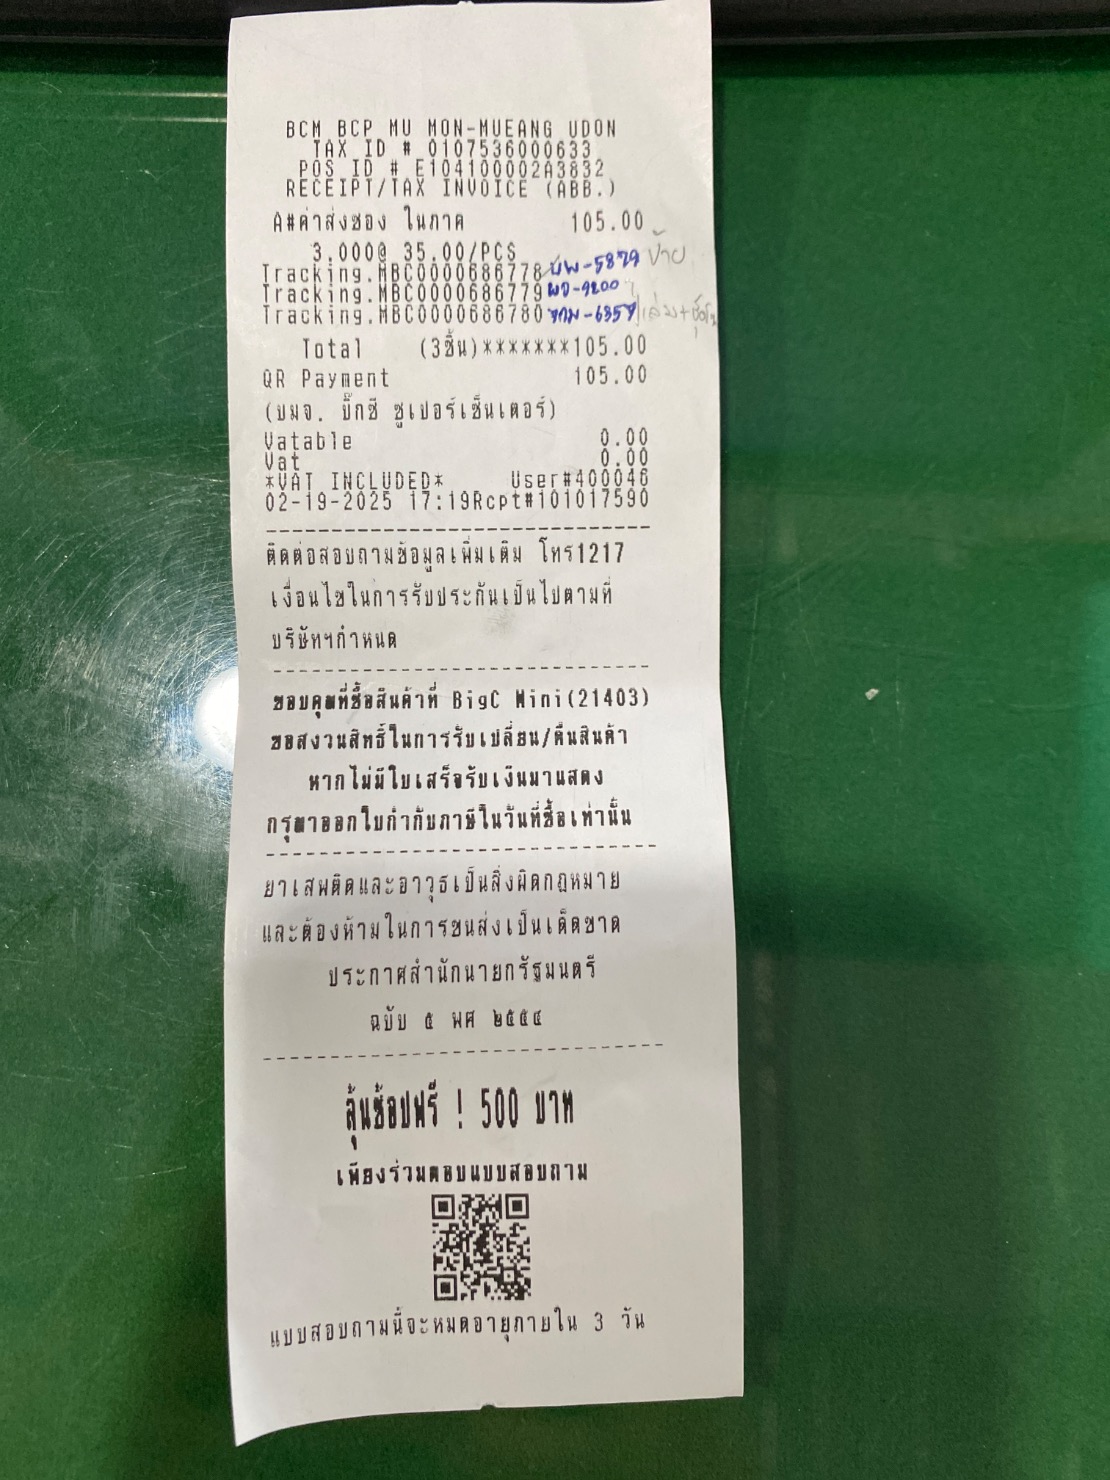 BCM BCP MU MON-MUEANG UDON
TAX ID # 0107536000633
POS ID # E104100002A3832
RECEIPT/TAX INVOICE (ABB.)
A#ค่าส่งซอง ในภาค 105.00
3.000@ 35.00/PCS
Tracking.MBC0000686778 ขพ-5879 ป้าย
Tracking.MBC0000686779 ผจ-9200
Tracking.MBC0000686780 6357 เล่ม+
Total (3ชิ้น)*******105.00
QR Payment 105.00
(บมจ. บิ๊กซี ซูเปอร์เซ็นเตอร์)
Vatable 0.00
Vat 0.00
*VAT INCLUDED* User#400046
02-19-2025 17:19Rcpt#101017590
ติดต่อสอบถามข้อมูลเพิ่มเติม โทร1217
เงื่อนไขในการรับประกันเป็นไปตามที่
บริษัทฯกำหนด
ขอบคุณที่ซื้อสินค้าที่ BigC Mini(21403)
ขอสงวนสิทธิ์ในการรับเปลี่ยน/คืนสินค้า
หากไม่มีใบเสร็จรับเงินมาแสดง
กรุณาออกใบกำกับภาษีในวันที่ซื้อเท่านั้น
ยาเสพติดและอาวุธเป็นสิ่งผิดกฎหมาย
และต้องห้ามในการขนส่งเป็นเด็ดขาด
ประกาศสำนักนายกรัฐมนตรี
ฉบับ ๕ พศ ๒๕๕๔
ลุ้นช้อปฟรี ! 500 บาท
เพียงร่วมตอบแบบสอบถาม
แบบสอบถามนี้จะหมดอายุภายใน 3 วัน